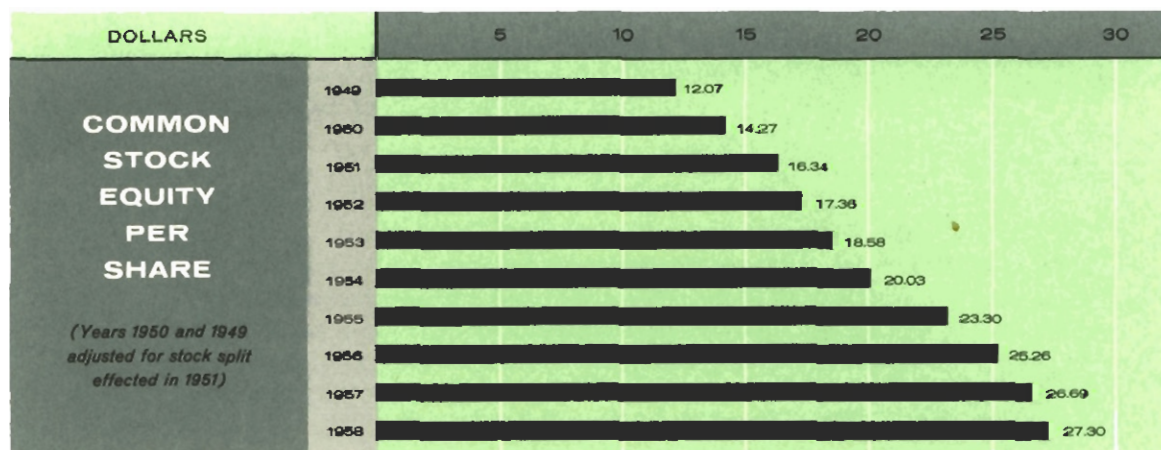 DOLLARS 5 10 15 20 25 30
COMMON
STOCK
EQUITY
PER
SHARE
(Years 1950 and 1949
adjusted for stock split
effected in 1951)
1949 12.07
1950 14.27
1951 16.34
1952 17.36
1953 18.58
1954 20.03
1955 23.30
1956 25.26
1957 26.69
1958 27.30